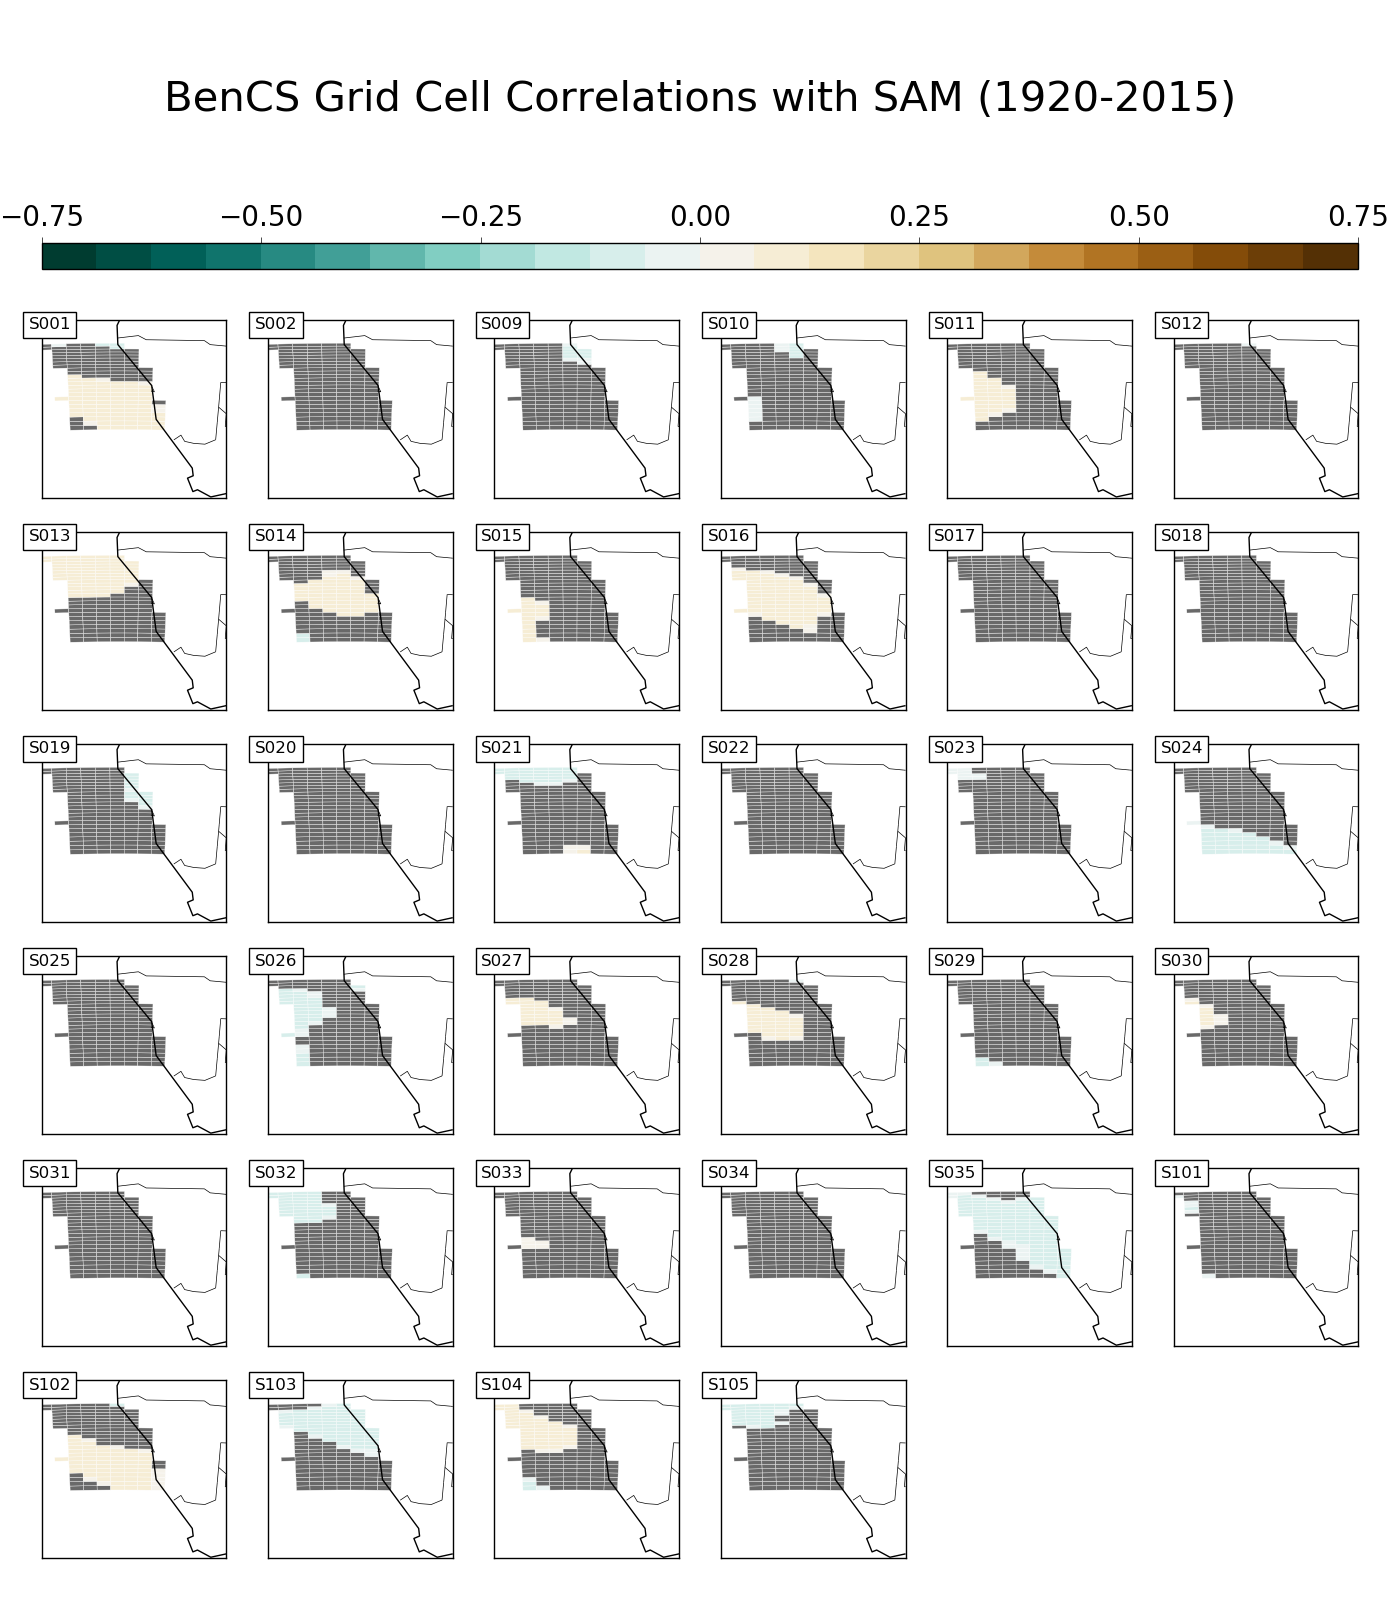 BenCS Grid Cell Correlations with SAM (1920-2015)
−0.75 −0.50 −0.25 0.00 0.25 0.50 0.75
S001 S002 S009 S010 S011 S012
S013 S014 S015 S016 S017 S018
S019 S020 S021 S022 S023 S024
S025 S026 S027 S028 S029 S030
S031 S032 S033 S034 S035 S101
S102 S103 S104 S105